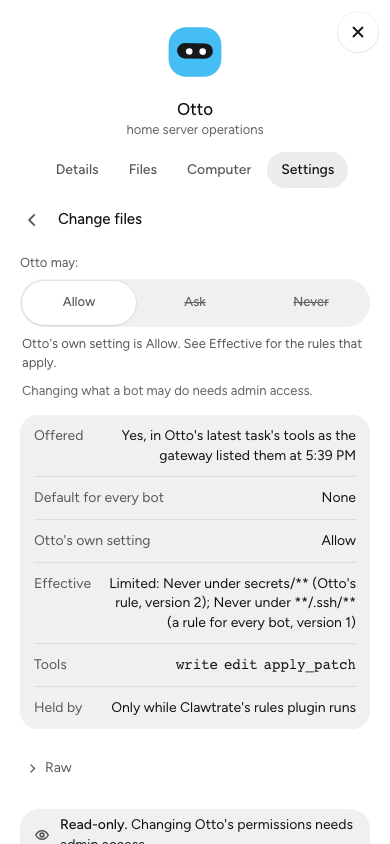 Otto
home server operations
Details Files Computer Settings
Change files
Otto may:
Allow Ask Never
Otto's own setting is Allow. See Effective for the rules that
apply.
Changing what a bot may do needs admin access.
Offered Yes, in Otto's latest task's tools as the
gateway listed them at 5:39 PM
Default for every bot None
Otto's own setting Allow
Effective Limited: Never under secrets/** (Otto's
rule, version 2); Never under **/.ssh/**
(a rule for every bot, version 1)
Tools write edit apply_patch
Held by Only while Clawtrate's rules plugin runs
Raw
Read-only. Changing Otto's permissions needs
admin access.